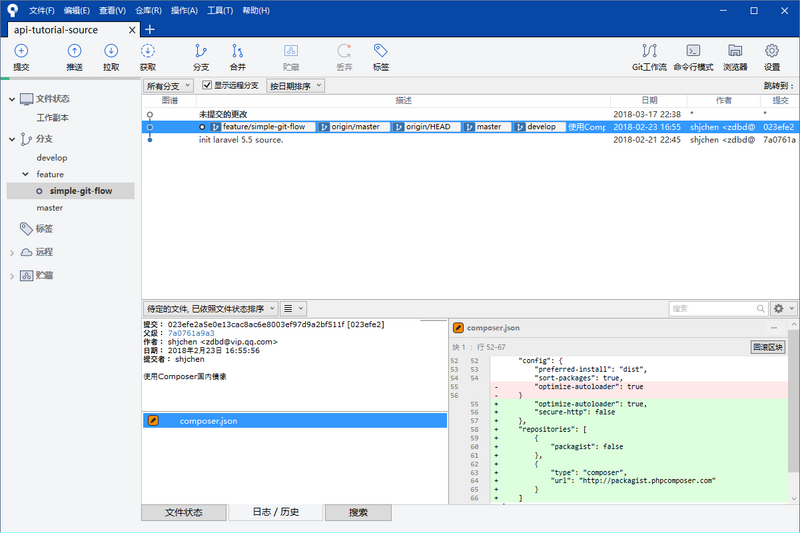 文件(F) 编辑(E) 查看(V) 仓库(R) 操作(A) 工具(T) 帮助(H)
api-tutorial-source
提交 推送 拉取 获取 分支 合并 贮藏 丢弃 标签 Git工作流 命令行模式 浏览器 设置
所有分支 显示远程分支 按日期排序 跳转到：
图谱 描述 日期 作者 提交
未提交的更改 2018-03-17 22:38 * *
feature/simple-git-flow origin/master origin/HEAD master develop 使用Comp 2018-02-23 16:55 shjchen <zdbd@ 023efe2
init laravel 5.5 source. 2018-02-21 22:45 shjchen <zdbd@ 7a0761a
文件状态
工作副本
分支
develop
feature
simple-git-flow
master
标签
远程
贮藏
待定的文件, 已依照文件状态排序
搜索
提交： 023efe2a5e0e13cac8ac6e8003ef97d9a2bf511f [023efe2]
父级： 7a0761a9a3
作者： shjchen <zdbd@vip.qq.com>
日期： 2018年2月23日 16:55:56
提交者： shjchen
使用Composer国内镜像
composer.json
composer.json
块 1 ： 行 52-67 回滚区块
52 52 "config": {
53 53 "preferred-install": "dist",
54 54 "sort-packages": true,
55 - "optimize-autoloader": true
56 - }
55 + "optimize-autoloader": true,
56 + "secure-http": false
57 + },
58 + "repositories": [
59 + {
60 + "packagist": false
61 + },
62 + {
63 + "type": "composer",
64 + "url": "http://packagist.phpcomposer.com"
65 + }
66 + ]
文件状态 日志 / 历史 搜索